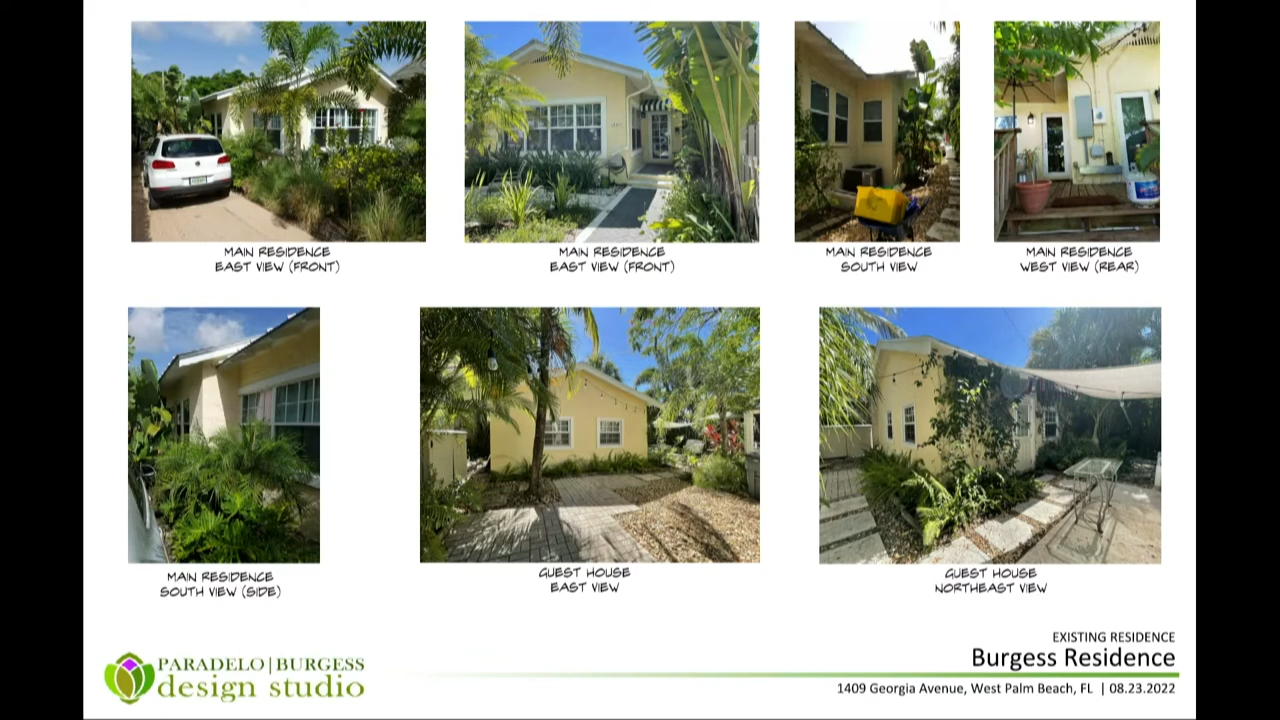 MAIN RESIDENCE
EAST VIEW (FRONT)
MAIN RESIDENCE
EAST VIEW (FRONT)
MAIN RESIDENCE
SOUTH VIEW
MAIN RESIDENCE
WEST VIEW (REAR)
MAIN RESIDENCE
SOUTH VIEW (SIDE)
GUEST HOUSE
EAST VIEW
GUEST HOUSE
NORTHEAST VIEW
EXISTING RESIDENCE
Burgess Residence
PARADELO|BURGESS
design studio
1409 Georgia Avenue, West Palm Beach, FL | 08.23.2022